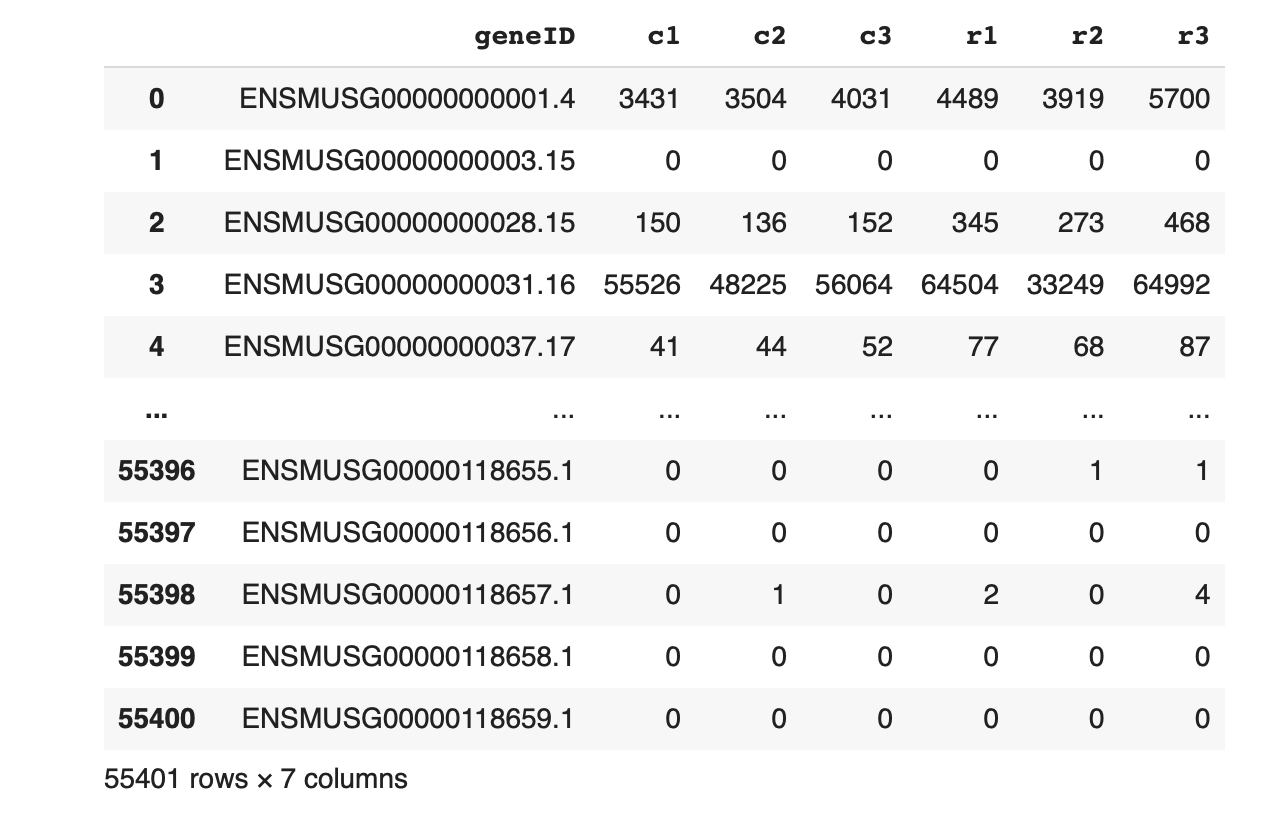 geneID c1 c2 c3 r1 r2 r3
0 ENSMUSG00000000001.4 3431 3504 4031 4489 3919 5700
1 ENSMUSG00000000003.15 0 0 0 0 0 0
2 ENSMUSG00000000028.15 150 136 152 345 273 468
3 ENSMUSG00000000031.16 55526 48225 56064 64504 33249 64992
4 ENSMUSG00000000037.17 41 44 52 77 68 87
... ... ... ... ... ... ... ...
55396 ENSMUSG00000118655.1 0 0 0 0 1 1
55397 ENSMUSG00000118656.1 0 0 0 0 0 0
55398 ENSMUSG00000118657.1 0 1 0 2 0 4
55399 ENSMUSG00000118658.1 0 0 0 0 0 0
55400 ENSMUSG00000118659.1 0 0 0 0 0 0
55401 rows × 7 columns